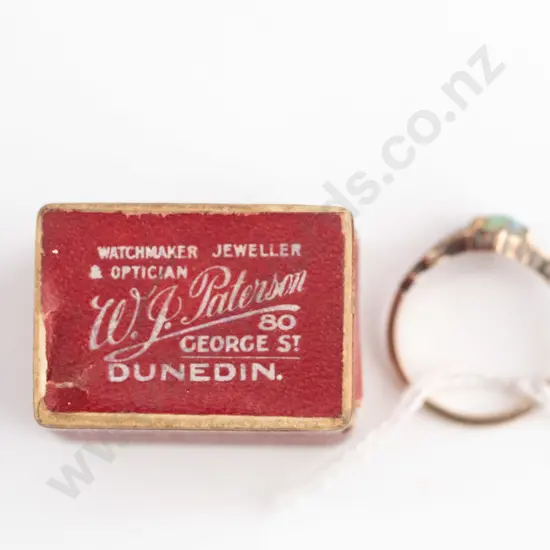 WATCHMAKER JEWELLER
& OPTICIAN
W. J. Paterson
80
GEORGE ST
DUNEDIN.